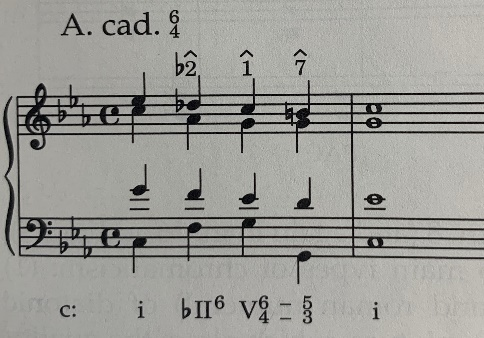 A. cad. 6/4
♭2̂ 1̂ 7̂
c: i ♭II⁶ V6/4 – 5/3 i